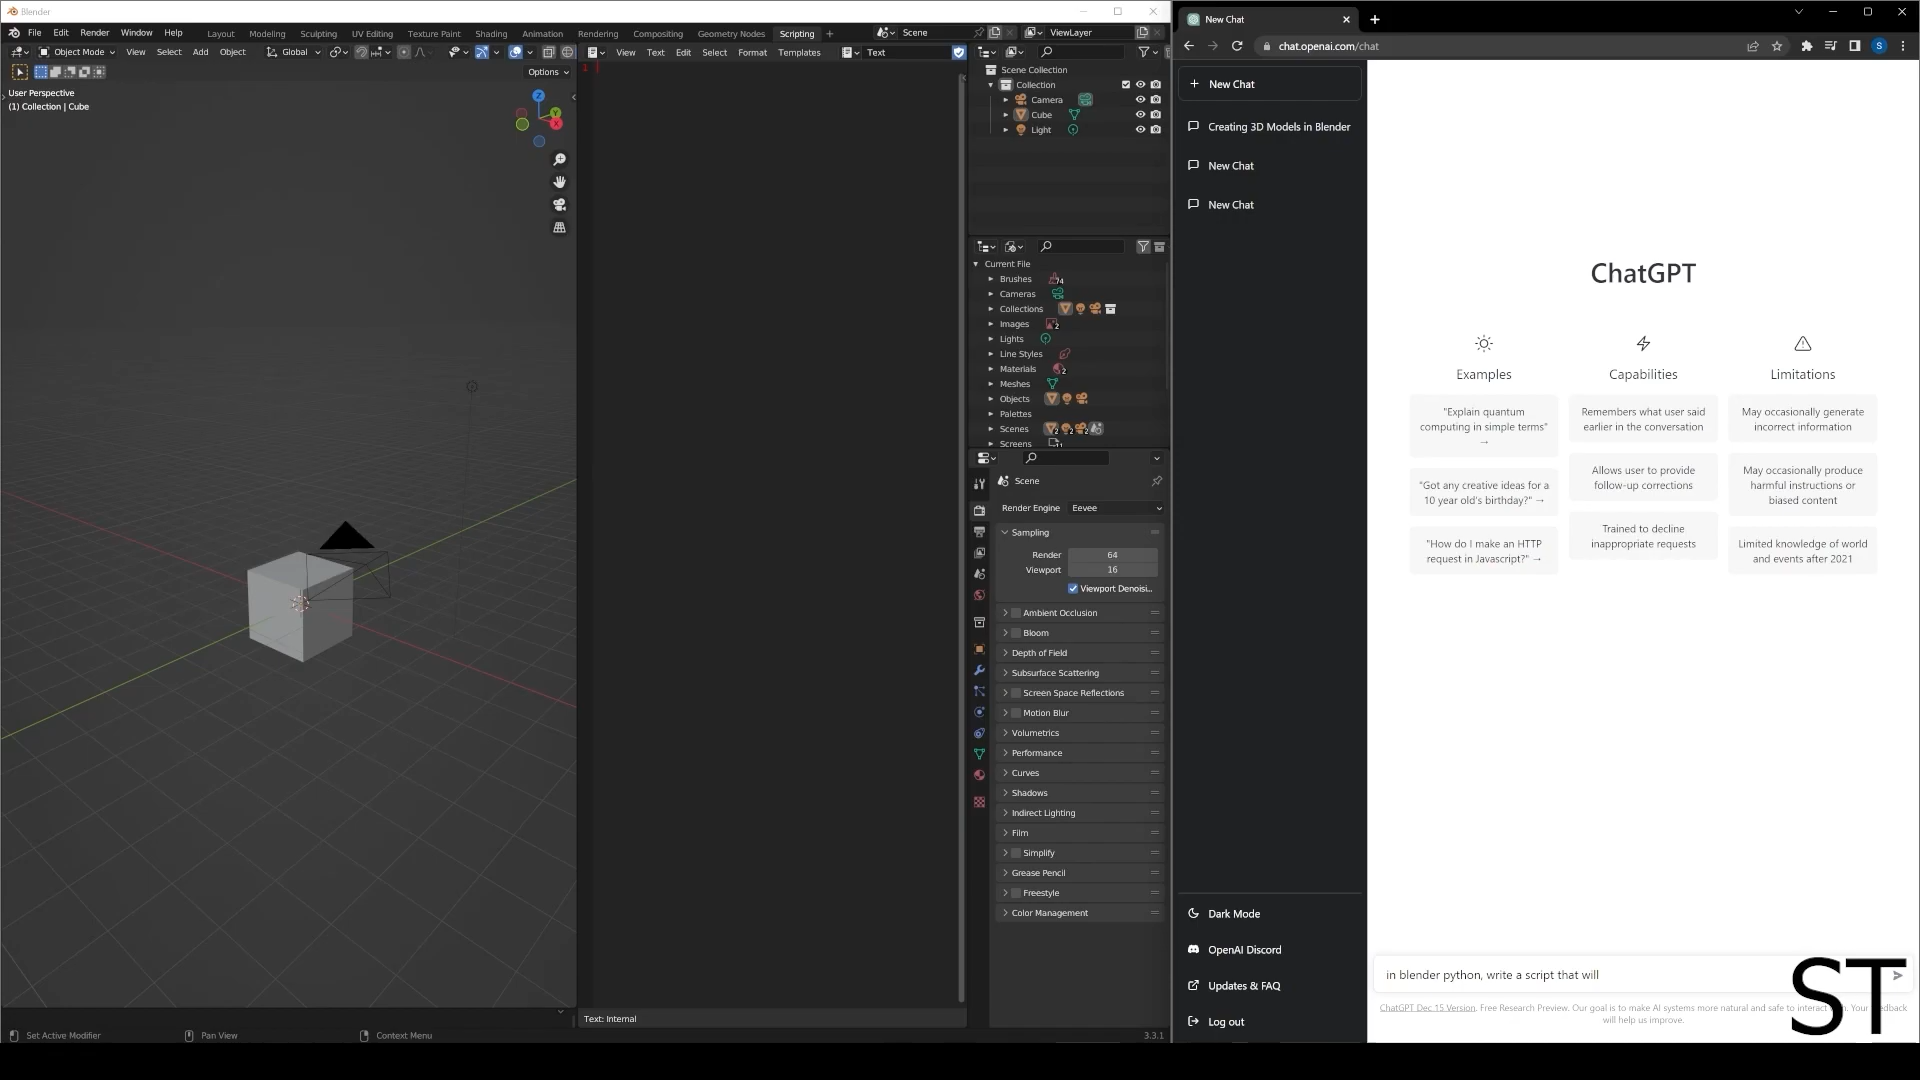 Blender
File Edit Render Window Help Layout Modeling Sculpting UV Editing Texture Paint Shading Animation Rendering Compositing Geometry Nodes Scripting + Scene ViewLayer
Object Mode View Select Add Object Global
View Text Edit Select Format Templates Text
Options
User Perspective
(1) Collection | Cube
1
Scene Collection
Collection
Camera
Cube
Light
Current File
Brushes 74
Cameras
Collections
Images 2
Lights
Line Styles
Materials 2
Meshes
Objects
Palettes
Scenes 2 2 2
Screens 11
Scene
Render Engine Eevee
Sampling
Render 64
Viewport 16
Viewport Denoisi...
Ambient Occlusion
Bloom
Depth of Field
Subsurface Scattering
Screen Space Reflections
Motion Blur
Volumetrics
Performance
Curves
Shadows
Indirect Lighting
Film
Simplify
Grease Pencil
Freestyle
Color Management
Text: Internal
Set Active Modifier Pan View Context Menu 3.3.1
New Chat
chat.openai.com/chat
S
New Chat
Creating 3D Models in Blender
New Chat
New Chat
Dark Mode
OpenAI Discord
Updates & FAQ
Log out
ChatGPT
Examples
"Explain quantum
computing in simple terms"
→
"Got any creative ideas for a
10 year old's birthday?" →
"How do I make an HTTP
request in Javascript?" →
Capabilities
Remembers what user said
earlier in the conversation
Allows user to provide
follow-up corrections
Trained to decline
inappropriate requests
Limitations
May occasionally generate
incorrect information
May occasionally produce
harmful instructions or
biased content
Limited knowledge of world
and events after 2021
in blender python, write a script that will
ST
ChatGPT Dec 15 Version. Free Research Preview. Our goal is to make AI systems more natural and safe to interact Your
will help us improve.